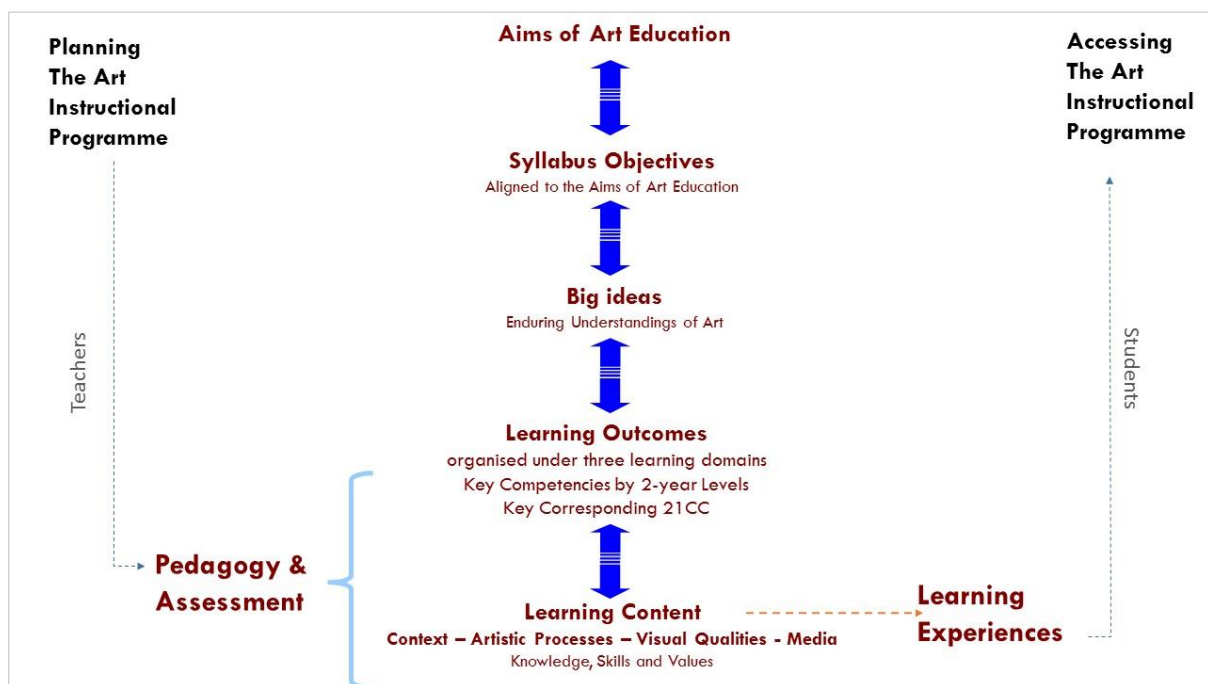 Planning
The Art
Instructional
Programme
Teachers
Pedagogy &
Assessment
Aims of Art Education
Syllabus Objectives
Aligned to the Aims of Art Education
Big ideas
Enduring Understandings of Art
Learning Outcomes
organised under three learning domains
Key Competencies by 2-year Levels
Key Corresponding 21CC
Learning Content
Context – Artistic Processes – Visual Qualities - Media
Knowledge, Skills and Values
Learning
Experiences
Students
Accessing
The Art
Instructional
Programme